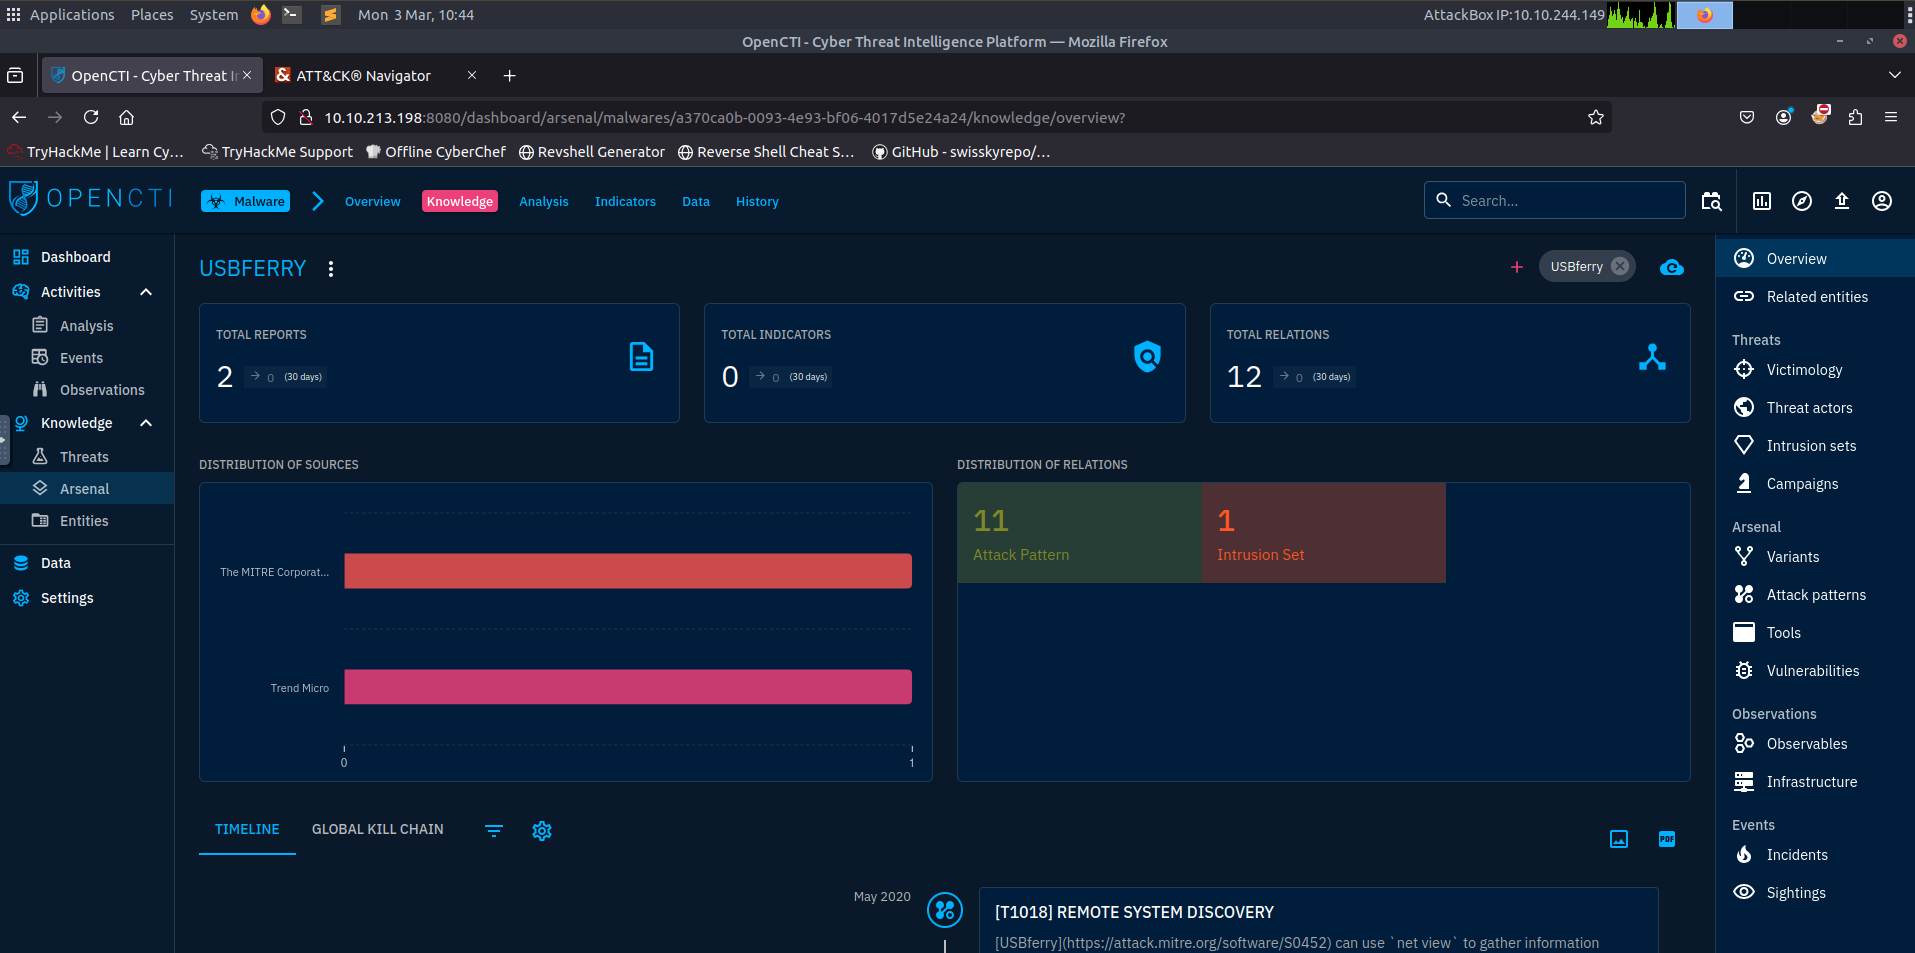 Applications Places System Mon 3 Mar, 10:44 AttackBox IP:10.10.244.149
OpenCTI - Cyber Threat Intelligence Platform — Mozilla Firefox
OpenCTI - Cyber Threat Ir ATT&CK® Navigator
10.10.213.198:8080/dashboard/arsenal/malwares/a370ca0b-0093-4e93-bf06-4017d5e24a24/knowledge/overview?
TryHackMe | Learn Cy… TryHackMe Support Offline CyberChef Revshell Generator Reverse Shell Cheat S… GitHub - swisskyrepo/…
OPENCTI Malware Overview Knowledge Analysis Indicators Data History Search...
Dashboard
Activities
Analysis
Events
Observations
Knowledge
Threats
Arsenal
Entities
Data
Settings
USBFERRY USBferry
TOTAL REPORTS
2 0 (30 days)
TOTAL INDICATORS
0 0 (30 days)
TOTAL RELATIONS
12 0 (30 days)
DISTRIBUTION OF SOURCES
The MITRE Corporat...
Trend Micro
0 1
DISTRIBUTION OF RELATIONS
11
Attack Pattern
1
Intrusion Set
TIMELINE GLOBAL KILL CHAIN
PDF
May 2020
[T1018] REMOTE SYSTEM DISCOVERY
[USBferry](https://attack.mitre.org/software/S0452) can use `net view` to gather information
Overview
Related entities
Threats
Victimology
Threat actors
Intrusion sets
Campaigns
Arsenal
Variants
Attack patterns
Tools
Vulnerabilities
Observations
Observables
Infrastructure
Events
Incidents
Sightings